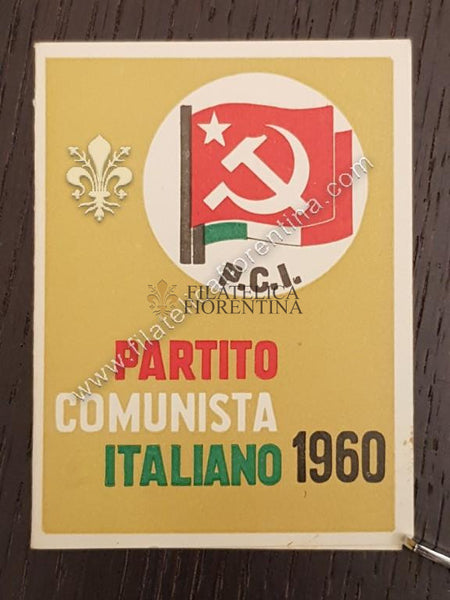 P.C.I.
FILATELICA
FIORENTINA
www.filatelicafiorentina.com
PARTITO
COMUNISTA
ITALIANO 1960